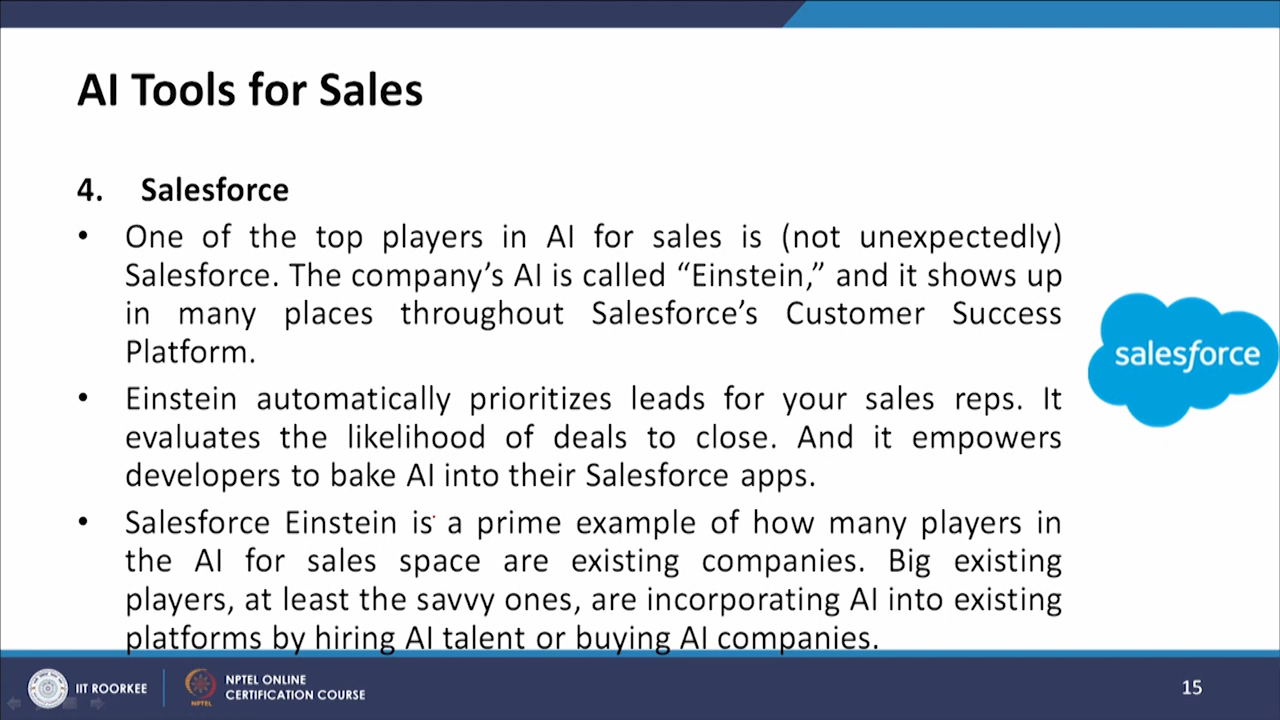 AI Tools for Sales
4. Salesforce
• One of the top players in AI for sales is (not unexpectedly)
Salesforce. The company’s AI is called “Einstein,” and it shows up
in many places throughout Salesforce’s Customer Success
Platform.
salesforce
• Einstein automatically prioritizes leads for your sales reps. It
evaluates the likelihood of deals to close. And it empowers
developers to bake AI into their Salesforce apps.
• Salesforce Einstein is a prime example of how many players in
the AI for sales space are existing companies. Big existing
players, at least the savvy ones, are incorporating AI into existing
platforms by hiring AI talent or buying AI companies.
IIT ROORKEE
NPTEL
NPTEL ONLINE
CERTIFICATION COURSE
15